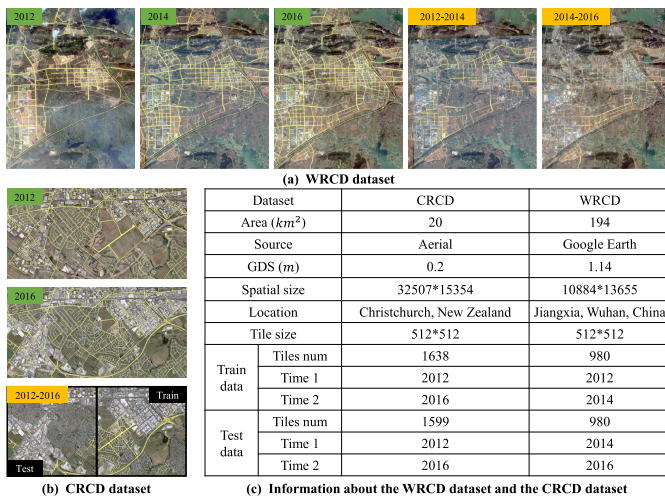 2012
2014
2016
2012-2014
2014-2016
(a) WRCD dataset
2012
2016
2012-2016
Train
Test
(b) CRCD dataset
Dataset CRCD WRCD
Area (km²) 20 194
Source Aerial Google Earth
GDS (m) 0.2 1.14
Spatial size 32507*15354 10884*13655
Location Christchurch, New Zealand Jiangxia, Wuhan, China
Tile size 512*512 512*512
Train data
Tiles num 1638 980
Time 1 2012 2012
Time 2 2016 2014
Test data
Tiles num 1599 980
Time 1 2012 2014
Time 2 2016 2016
(c) Information about the WRCD dataset and the CRCD dataset